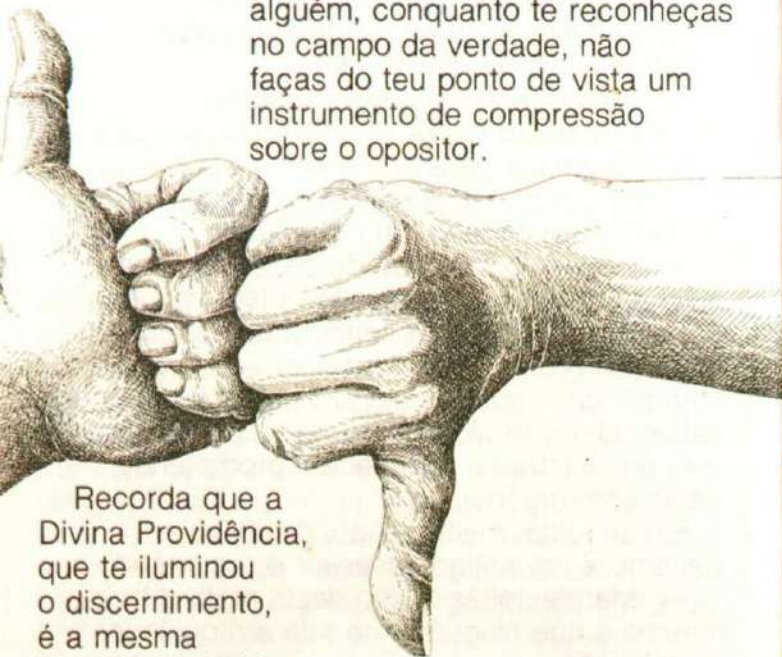 alguém, conquanto te reconheças
no campo da verdade, não
faças do teu ponto de vista um
instrumento de compressão
sobre o opositor.
Recorda que a
Divina Providência,
que te iluminou
o discernimento,
é a mesma